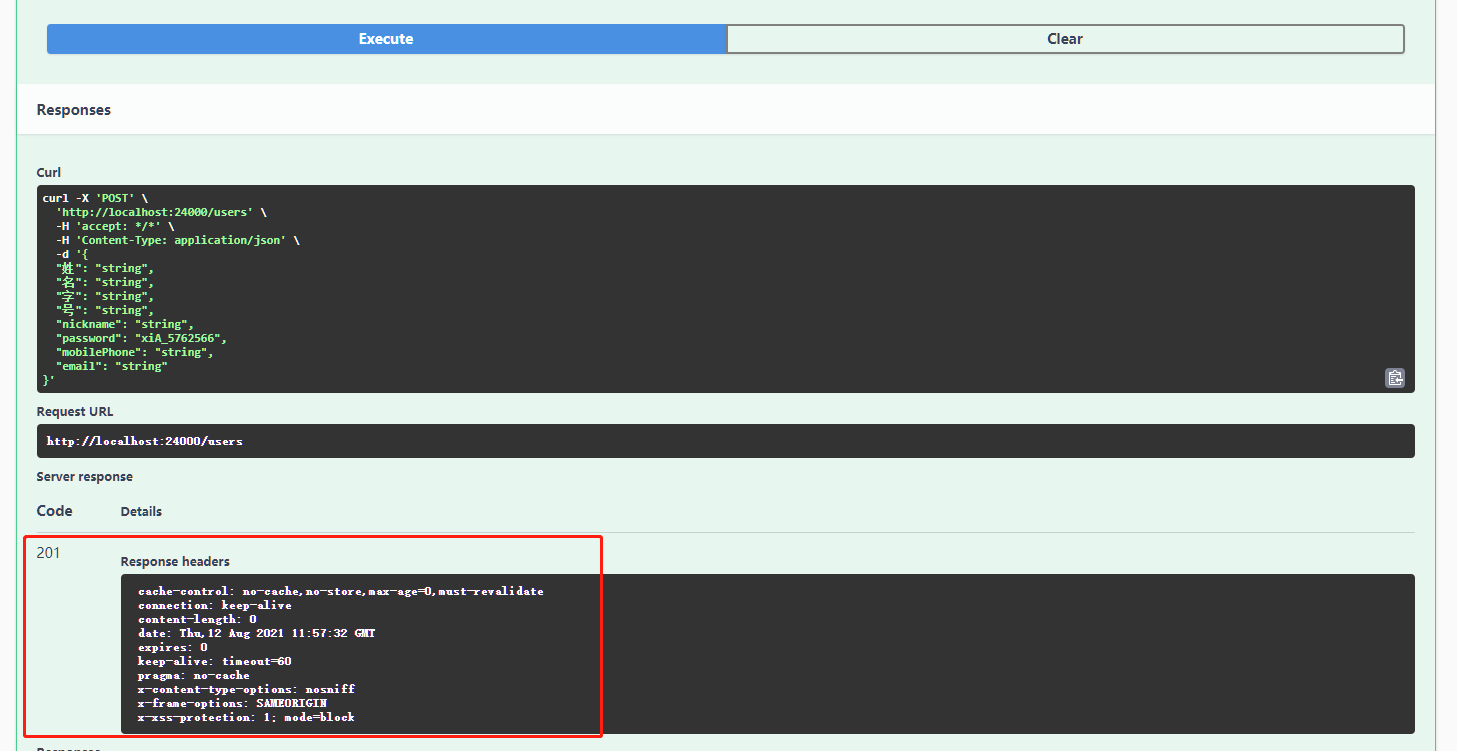 Execute
Clear
Responses
Curl
curl -X 'POST' \
'http://localhost:24000/users' \
-H 'accept: */*' \
-H 'Content-Type: application/json' \
-d '{
"姓": "string",
"名": "string",
"字": "string",
"号": "string",
"nickname": "string",
"password": "xiA_5762566",
"mobilePhone": "string",
"email": "string"
}'
Request URL
http://localhost:24000/users
Server response
Code Details
201
Response headers
cache-control: no-cache,no-store,max-age=0,must-revalidate
connection: keep-alive
content-length: 0
date: Thu,12 Aug 2021 11:57:32 GMT
expires: 0
keep-alive: timeout=60
pragma: no-cache
x-content-type-options: nosniff
x-frame-options: SAMEORIGIN
x-xss-protection: 1; mode=block
Responses